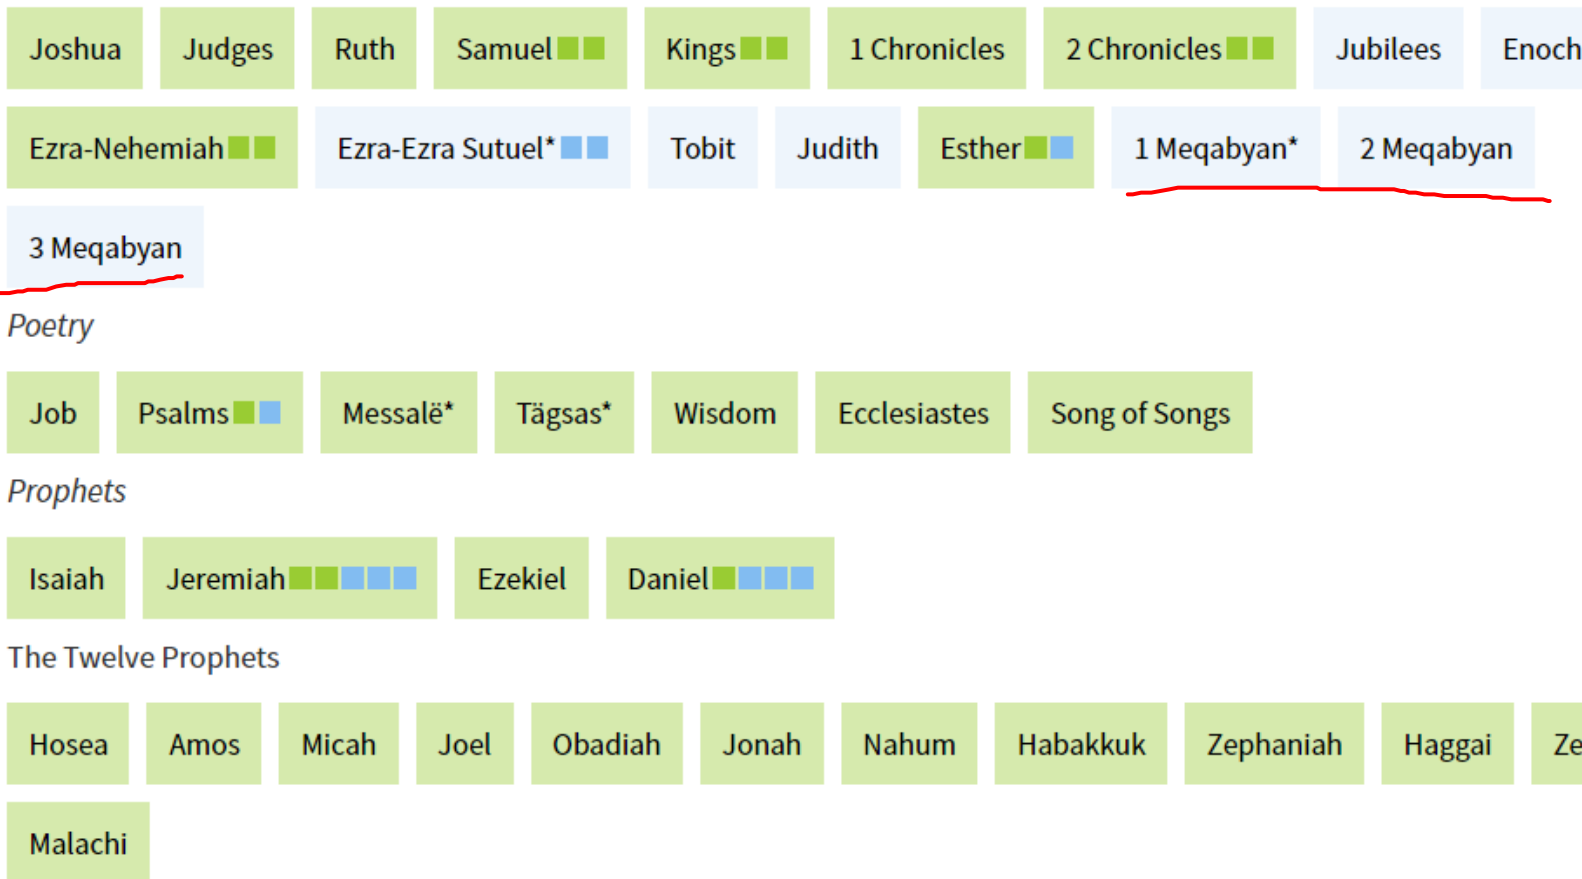 Joshua Judges Ruth Samuel Kings 1 Chronicles 2 Chronicles Jubilees Enoch
Ezra-Nehemiah Ezra-Ezra Sutuel* Tobit Judith Esther 1 Meqabyan* 2 Meqabyan
3 Meqabyan
Poetry
Job Psalms Messalë* Tägsas* Wisdom Ecclesiastes Song of Songs
Prophets
Isaiah Jeremiah Ezekiel Daniel
The Twelve Prophets
Hosea Amos Micah Joel Obadiah Jonah Nahum Habakkuk Zephaniah Haggai Ze
Malachi